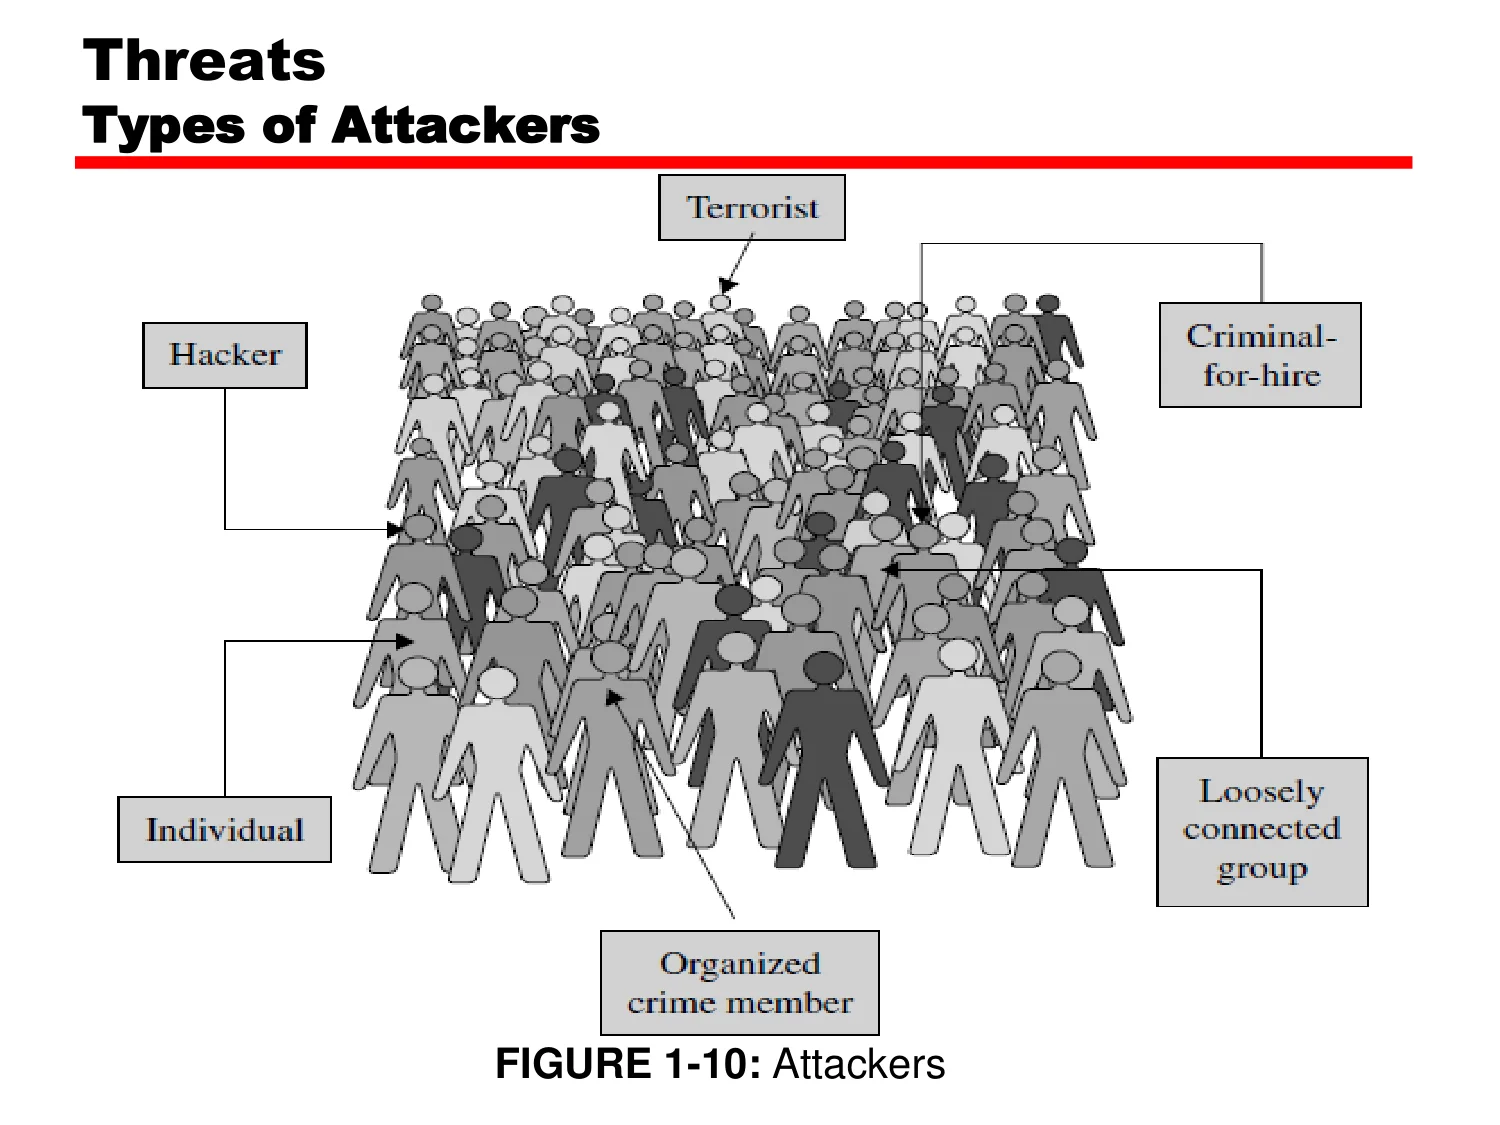 Threats
Types of Attackers
Terrorist
Hacker
Criminal-
for-hire
Individual
Loosely
connected
group
Organized
crime member
FIGURE 1-10: Attackers